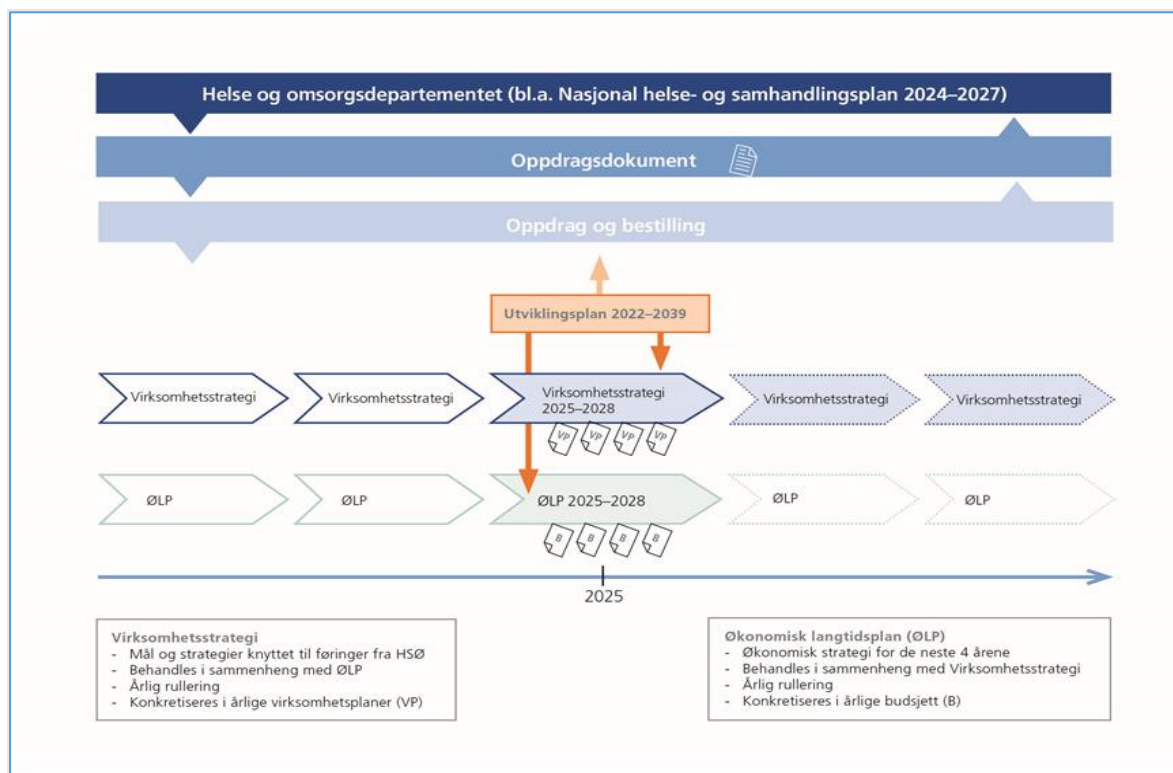 Helse og omsorgsdepartementet (bl.a. Nasjonal helse- og samhandlingsplan 2024–2027)
Oppdragsdokument
Oppdrag og bestilling
Utviklingsplan 2022–2039
Virksomhetsstrategi
Virksomhetsstrategi
Virksomhetsstrategi
2025–2028
Virksomhetsstrategi
Virksomhetsstrategi
VP
VP
VP
VP
ØLP
ØLP
ØLP 2025–2028
ØLP
ØLP
B
B
B
B
2025
Virksomhetsstrategi
- Mål og strategier knyttet til føringer fra HSØ
- Behandles i sammenheng med ØLP
- Årlig rullering
- Konkretiseres i årlige virksomhetsplaner (VP)
Økonomisk langtidsplan (ØLP)
- Økonomisk strategi for de neste 4 årene
- Behandles i sammenheng med Virksomhetsstrategi
- Årlig rullering
- Konkretiseres i årlige budsjett (B)